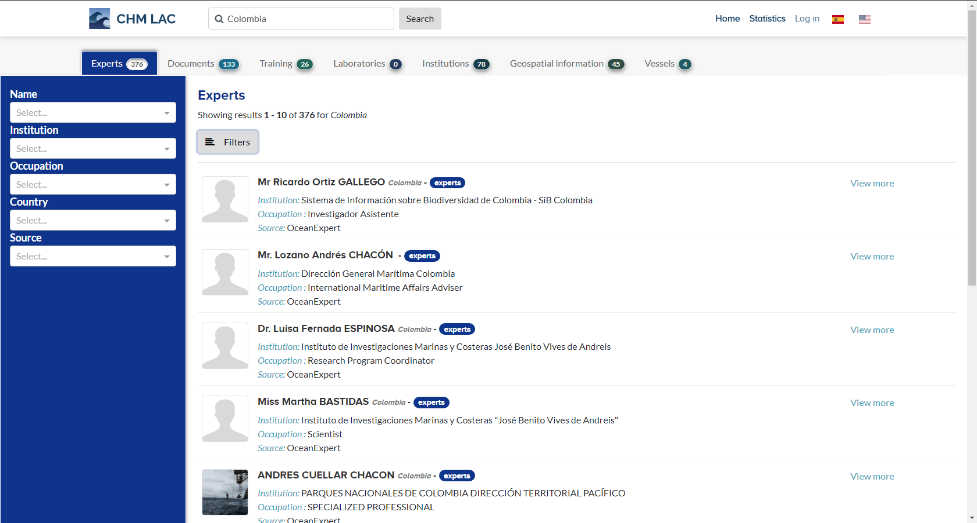 CHM LAC
Colombia
Search
Home Statistics Log in
Experts 376 Documents 133 Training 26 Laboratories 0 Institutions 70 Geospatial information 45 Vessels 4
Name
Select...
Institution
Select...
Occupation
Select...
Country
Select...
Source
Select...
Experts
Showing results 1 - 10 of 376 for Colombia
Filters
Mr Ricardo Ortiz GALLEGO Colombia - experts
View more
Institution: Sistema de Información sobre Biodiversidad de Colombia - SiB Colombia
Occupation : Investigador Asistente
Source: OceanExpert
Mr. Lozano Andrés CHACÓN - experts
View more
Institution: Dirección General Marítima Colombia
Occupation : International Maritime Affairs Adviser
Source: OceanExpert
Dr. Luisa Fernada ESPINOSA Colombia - experts
View more
Institution: Instituto de Investigaciones Marinas y Costeras José Benito Vives de Andreis
Occupation : Research Program Coordinator
Source: OceanExpert
Miss Martha BASTIDAS Colombia - experts
View more
Institution: Instituto de Investigaciones Marinas y Costeras "José Benito Vives de Andreis"
Occupation : Scientist
Source: OceanExpert
ANDRES CUELLAR CHACON Colombia - experts
View more
Institution: PARQUES NACIONALES DE COLOMBIA DIRECCIÓN TERRITORIAL PACÍFICO
Occupation : SPECIALIZED PROFESSIONAL
Source: OceanExpert